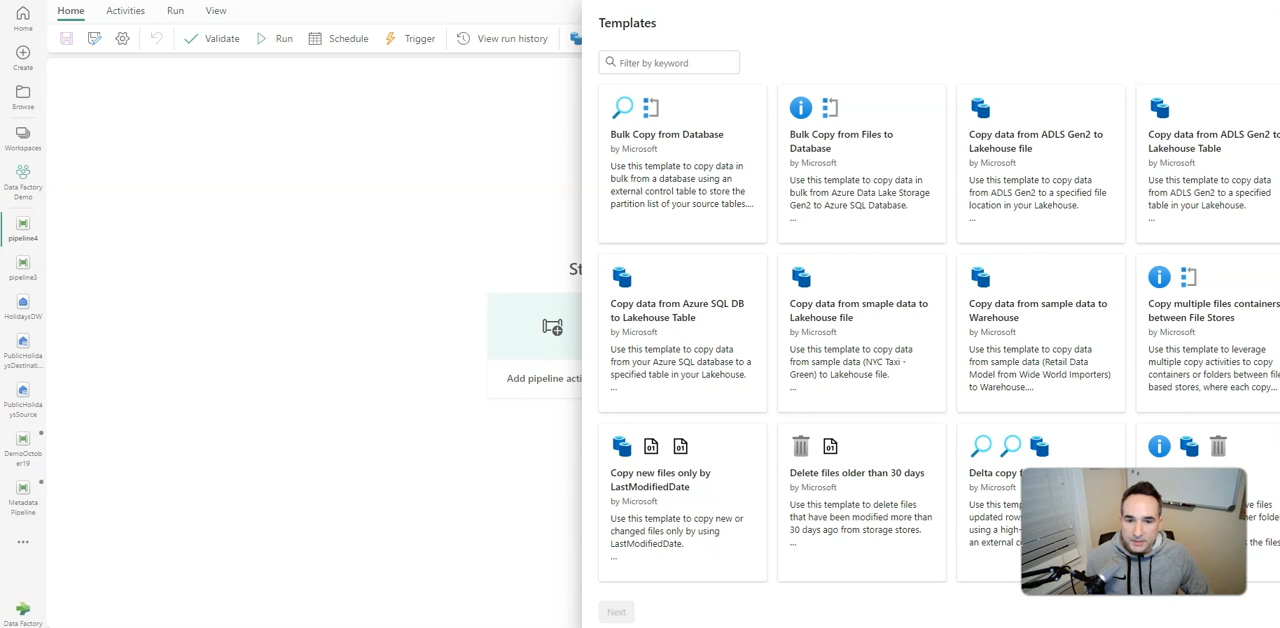 Home
Activities
Run
View
Validate
Run
Schedule
Trigger
View run history
Home
Create
Browse
Workspaces
Data Factory
Demo
pipeline4
pipeline3
HolidaysDW
PublicHolida
ysDestinati...
PublicHolida
ysSource
DemoOctob
er19
Metadata
Pipeline
Data Factory
St
Add pipeline acti
Templates
Filter by keyword
Bulk Copy from Database
by Microsoft
Use this template to copy data in
bulk from a database using an
external control table to store the
partition list of your source tables....
Bulk Copy from Files to
Database
by Microsoft
Use this template to copy data in
bulk from Azure Data Lake Storage
Gen2 to Azure SQL Database.
...
Copy data from ADLS Gen2 to
Lakehouse file
by Microsoft
Use this template to copy data
from ADLS Gen2 to a specified file
location in your Lakehouse.
...
Copy data from ADLS Gen2 to
Lakehouse Table
by Microsoft
Use this template to copy data
from ADLS Gen2 to a specified
table in your Lakehouse.
...
Copy data from Azure SQL DB
to Lakehouse Table
by Microsoft
Use this template to copy data
from your Azure SQL database to a
specified table in your Lakehouse.
...
Copy data from smaple data to
Lakehouse file
by Microsoft
Use this template to copy data
from sample data (NYC Taxi -
Green) to Lakehouse file.
...
Copy data from sample data to
Warehouse
by Microsoft
Use this template to copy data
from sample data (Retail Data
Model from Wide World Importers)
to Warehouse....
Copy multiple files containers
between File Stores
by Microsoft
Use this template to leverage
multiple copy activities to copy
containers or folders between file
based stores, where each copy...
Copy new files only by
LastModifiedDate
by Microsoft
Use this template to copy new or
changed files only by using
LastModifiedDate.
...
Delete files older than 30 days
by Microsoft
Use this template to delete files
that have been modified more than
30 days ago from storage stores.
...
Delta copy f
by Microsoft
Use this temp
updated row
using a high-
an external c
ve files
her folde
s the files
Next